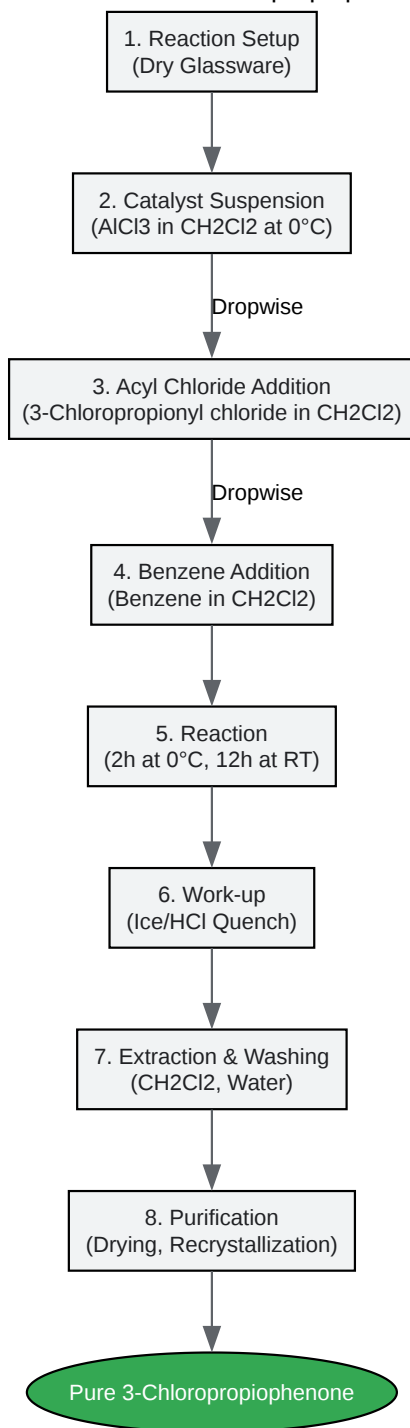 1. Reaction Setup
(Dry Glassware)
2. Catalyst Suspension
(AlCl3 in CH2Cl2 at 0°C)
Dropwise
3. Acyl Chloride Addition
(3-Chloropropionyl chloride in CH2Cl2)
Dropwise
4. Benzene Addition
(Benzene in CH2Cl2)
5. Reaction
(2h at 0°C, 12h at RT)
6. Work-up
(Ice/HCl Quench)
7. Extraction & Washing
(CH2Cl2, Water)
8. Purification
(Drying, Recrystallization)
Pure 3-Chloropropiophenone